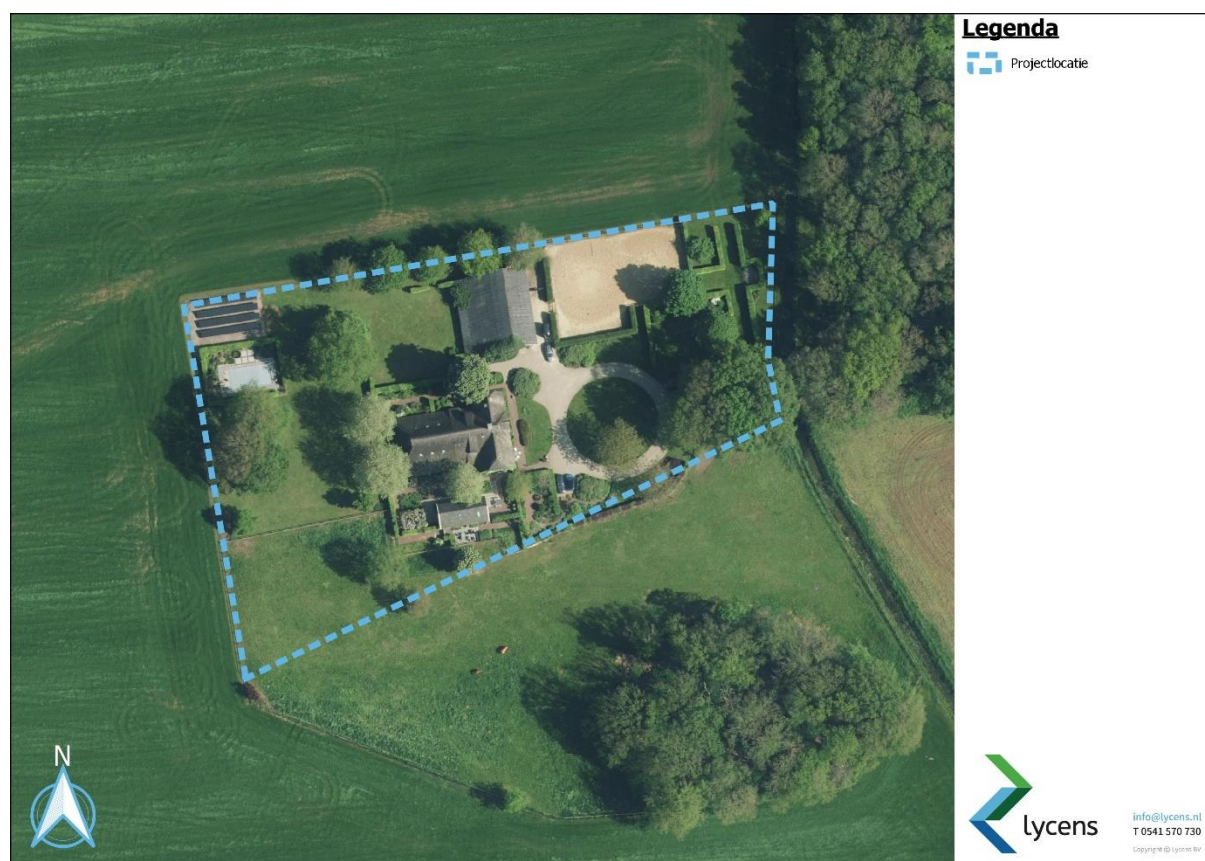 Legenda
Projectlocatie
N
lycens
info@lycens.nl
T 0541 570 730
Copyright @ Lycens BV